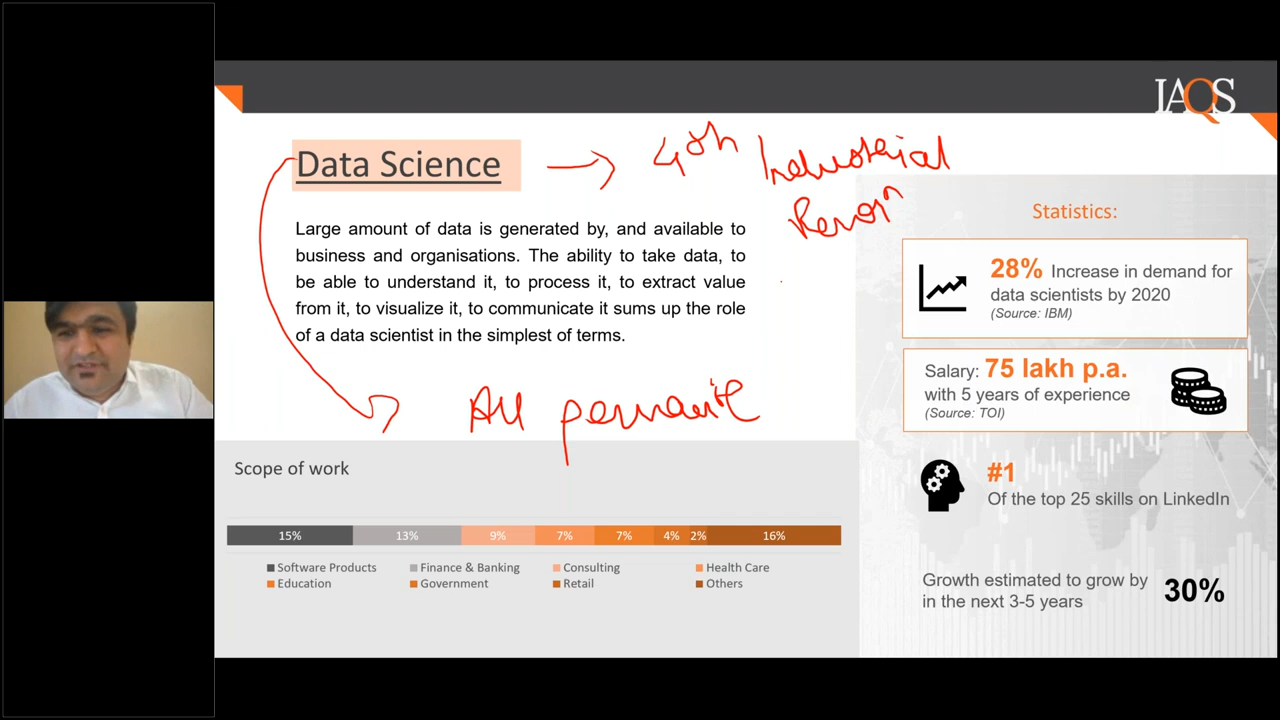 IAQS
Data Science
4th Industrial
Large amount of data is generated by, and available to
business and organisations. The ability to take data, to
be able to understand it, to process it, to extract value
from it, to visualize it, to communicate it sums up the role
of a data scientist in the simplest of terms.
All
Statistics:
28% Increase in demand for
data scientists by 2020
(Source: IBM)
Salary: 75 lakh p.a.
with 5 years of experience
(Source: TOI)
#1
Of the top 25 skills on LinkedIn
Growth estimated to grow by
in the next 3-5 years
30%
Scope of work
15% 13% 9% 7% 7% 4% 2% 16%
Software Products Finance & Banking Consulting Health Care
Education Government Retail Others